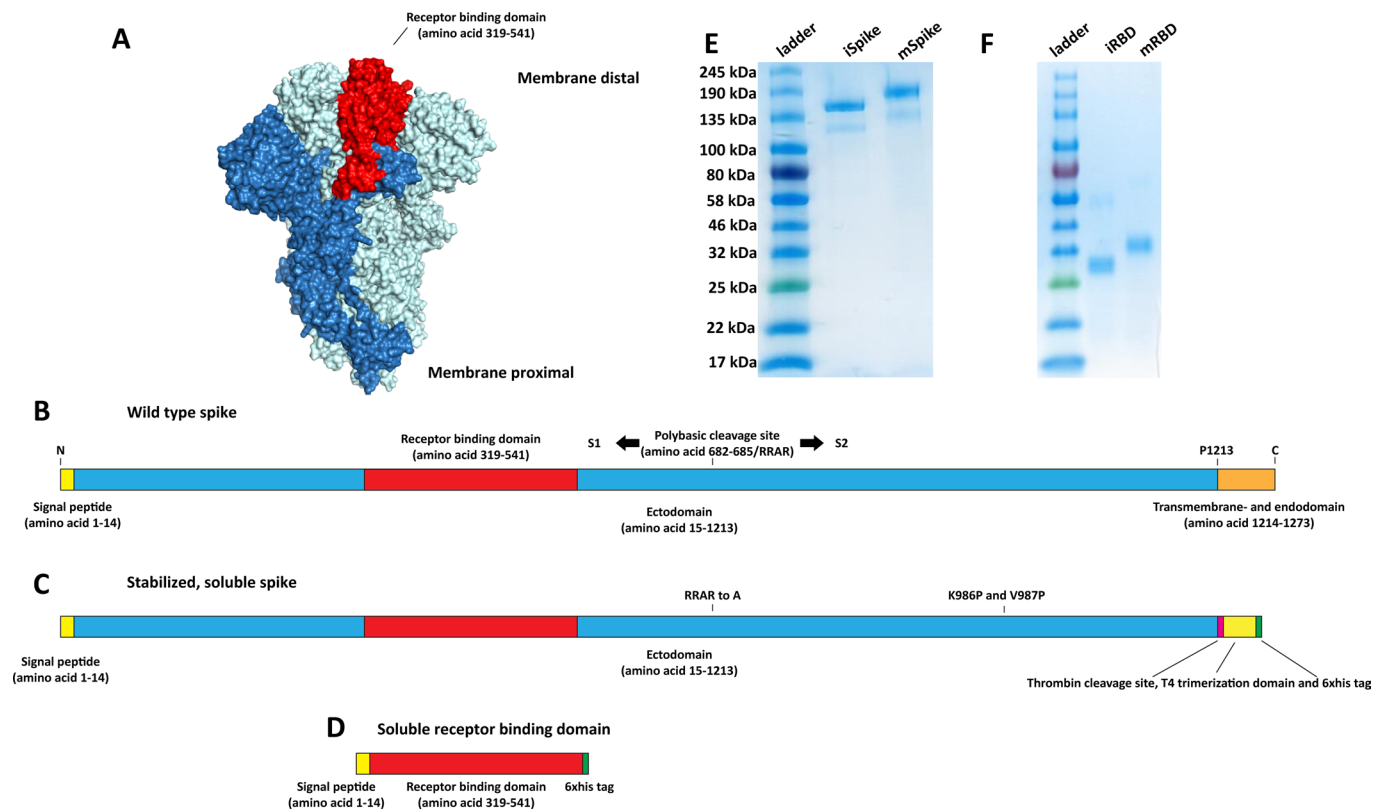 A
Receptor binding domain
(amino acid 319-541)
Membrane distal
Membrane proximal
E
ladder
iSpike
mSpike
245 kDa
190 kDa
135 kDa
100 kDa
80 kDa
58 kDa
46 kDa
32 kDa
25 kDa
22 kDa
17 kDa
F
ladder
iRBD
mRBD
B
Wild type spike
N
Receptor binding domain
(amino acid 319-541)
S1
Polybasic cleavage site
(amino acid 682-685/RRAR)
S2
P1213
C
Signal peptide
(amino acid 1-14)
Ectodomain
(amino acid 15-1213)
Transmembrane- and endodomain
(amino acid 1214-1273)
C
Stabilized, soluble spike
RRAR to A
K986P and V987P
Signal peptide
(amino acid 1-14)
Ectodomain
(amino acid 15-1213)
Thrombin cleavage site, T4 trimerization domain and 6xhis tag
D
Soluble receptor binding domain
Signal peptide
(amino acid 1-14)
Receptor binding domain
(amino acid 319-541)
6xhis tag